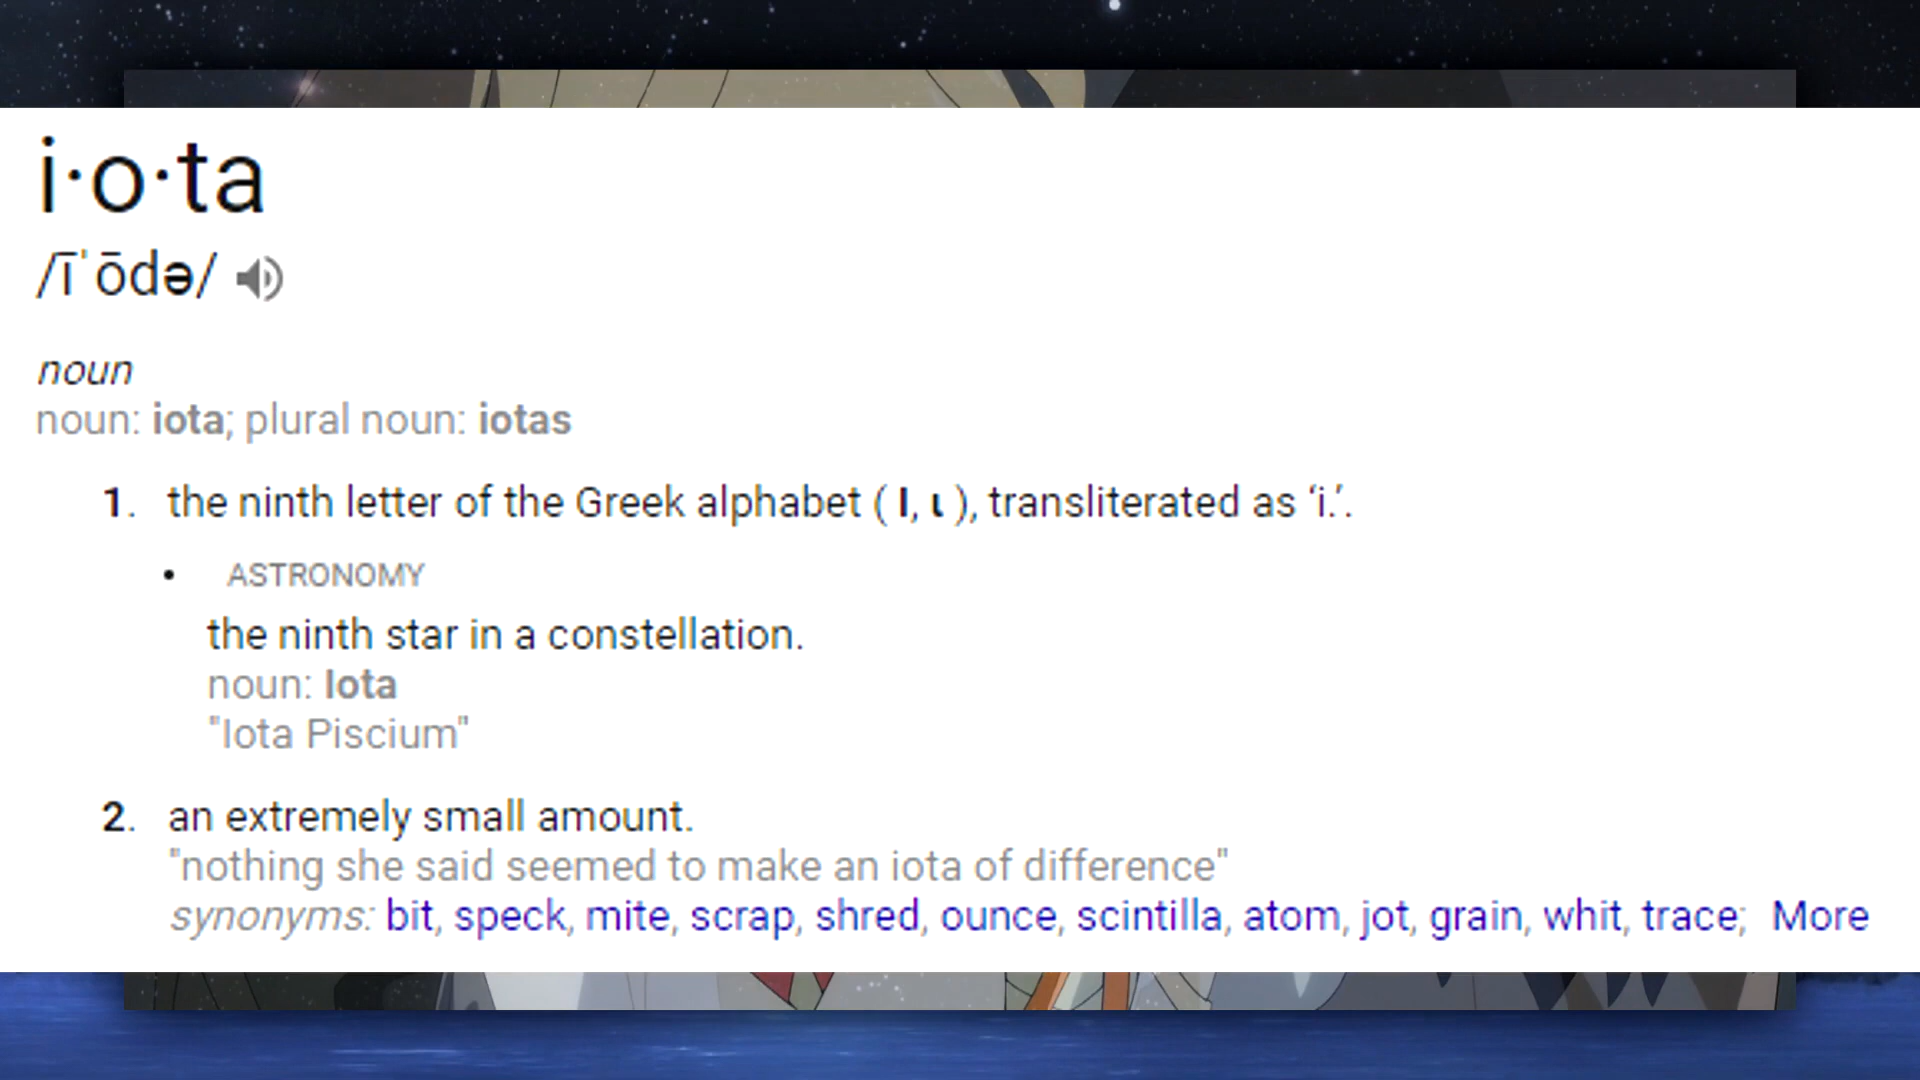 i·o·ta
/īˈōdə/
noun
noun: iota; plural noun: iotas
1. the ninth letter of the Greek alphabet ( Ι, ι ), transliterated as ‘i.’.
• ASTRONOMY
the ninth star in a constellation.
noun: Iota
"Iota Piscium"
2. an extremely small amount.
"nothing she said seemed to make an iota of difference"
synonyms: bit, speck, mite, scrap, shred, ounce, scintilla, atom, jot, grain, whit, trace; More